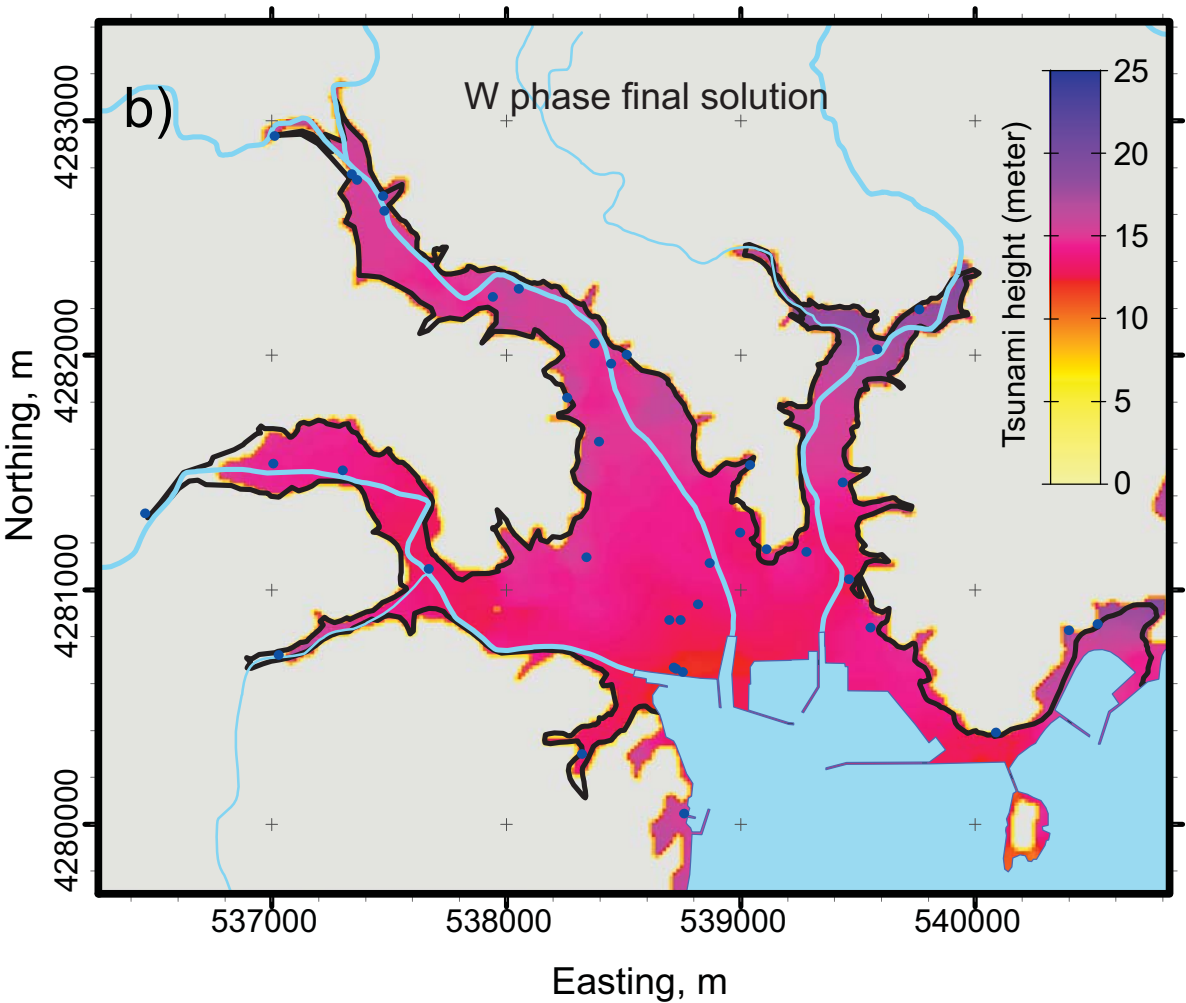 b)
W phase final solution
Tsunami height (meter)
25
20
15
10
5
0
Northing, m
4283000
4282000
4281000
4280000
537000
538000
539000
540000
Easting, m